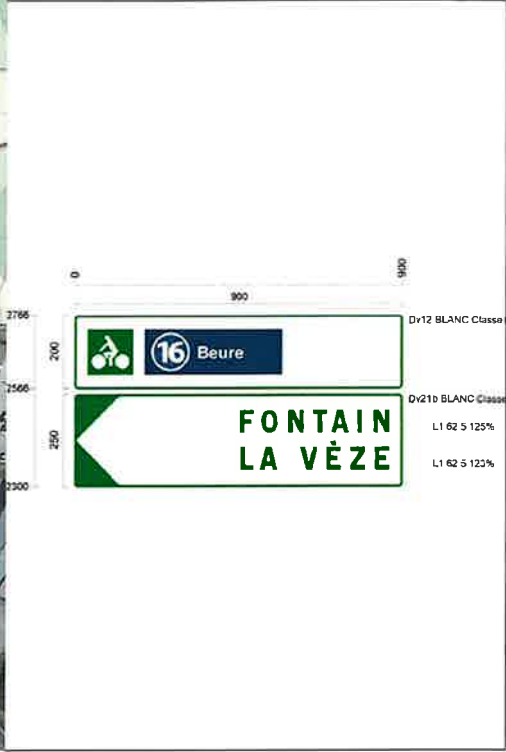 0
900
900
2766
200
Dv12 BLANC Classe
16 Beure
2566
Dv21b BLANC Classe
250
FONTAIN
L1 62 5 125%
LA VÈZE
L1 62 5 123%
2300